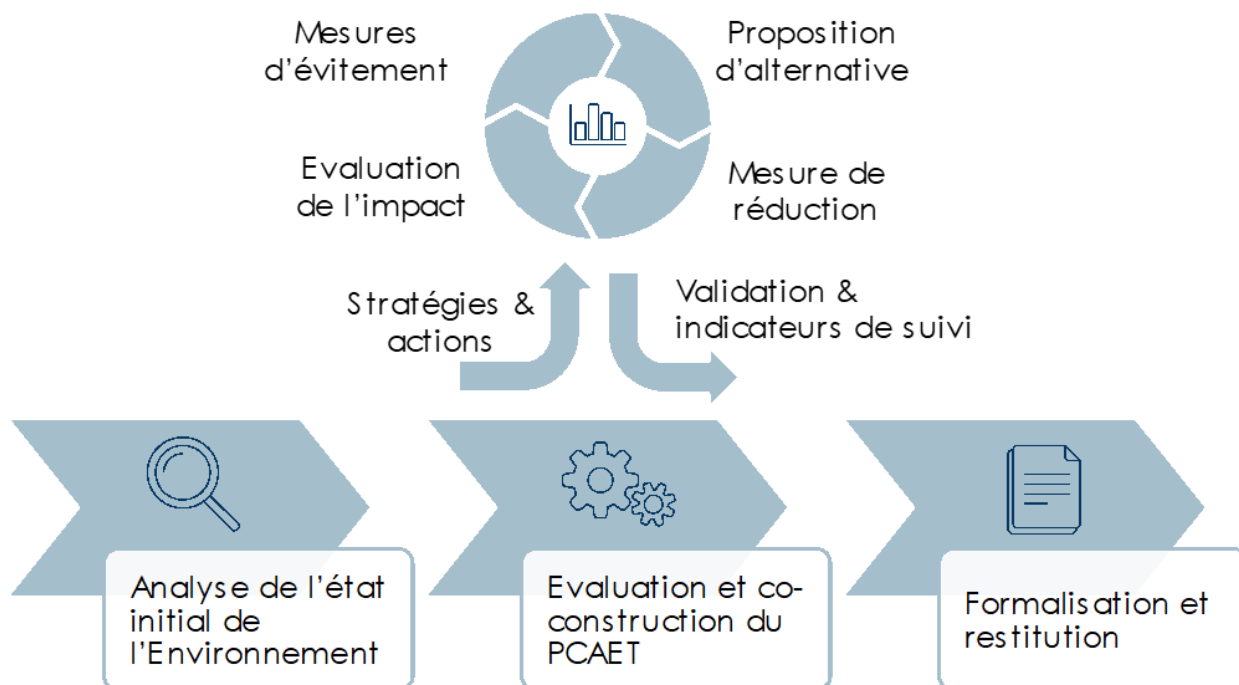 Mesures
d'évitement
Proposition
d'alternative
Evaluation
de l'impact
Mesure de
réduction
Stratégies &
actions
Validation &
indicateurs de suivi
Analyse de l'état
initial de
l'Environnement
Evaluation et co-
construction du
PCAET
Formalisation et
restitution